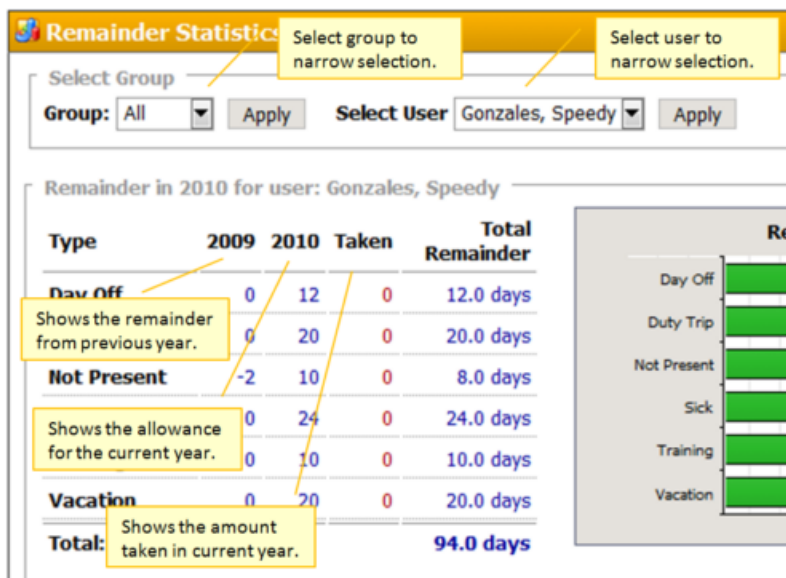 Remainder Statistics
Select group to
narrow selection.
Select user to
narrow selection.
Select Group
Group: All Apply Select User Gonzales, Speedy Apply
Remainder in 2010 for user: Gonzales, Speedy
Type 2009 2010 Taken Total
Remainder
Day Off 0 12 0 12.0 days
Shows the remainder
from previous year.
0 20 0 20.0 days
Not Present -2 10 0 8.0 days
Shows the allowance
for the current year.
0 24 0 24.0 days
0 10 0 10.0 days
Vacation 0 20 0 20.0 days
Shows the amount
taken in current year.
Total: 94.0 days
Day Off
Duty Trip
Not Present
Sick
Training
Vacation